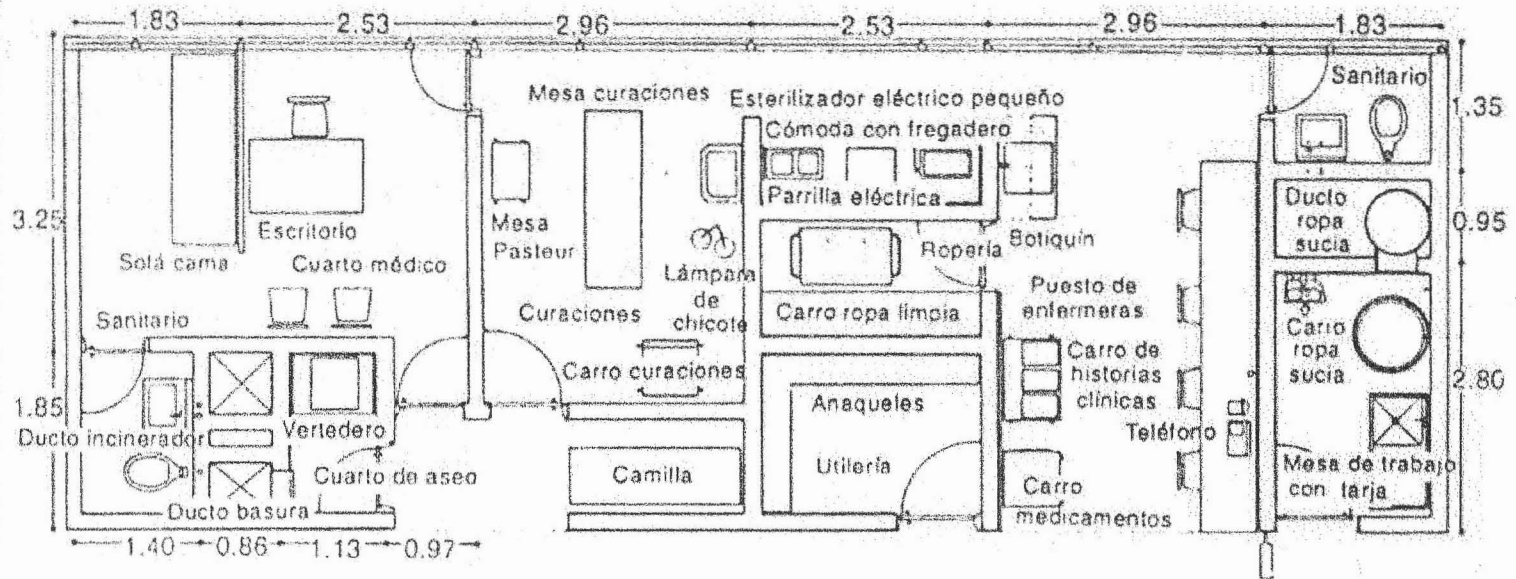 1.83 2.53 2.96 2.53 2.96 1.83
Sanitario
Mesa curaciones
Esterilizador eléctrico pequeño
1.35
Cómoda con fregadero
Parrilla eléctrica
Ducto
ropa
sucia
3.25
Escritorio
Mesa
Pasteur
0.95
Ropería
Botiquín
Sofá cama
Cuarto médico
Lámpara
de
chicote
Puesto de
enfermeras
Sanitario
Curaciones
Carro ropa limpia
Carro
ropa
sucia
Carro curaciones
Carro de
historias
clínicas
2.80
1.85
Anaqueles
Ducto incinerador
Vertedero
Teléfono
Cuarto de aseo
Camilla
Utilería
Mesa de trabajo
con tarja
Carro
medicamentos
Ducto basura
1.40 0.86 1.13 0.97